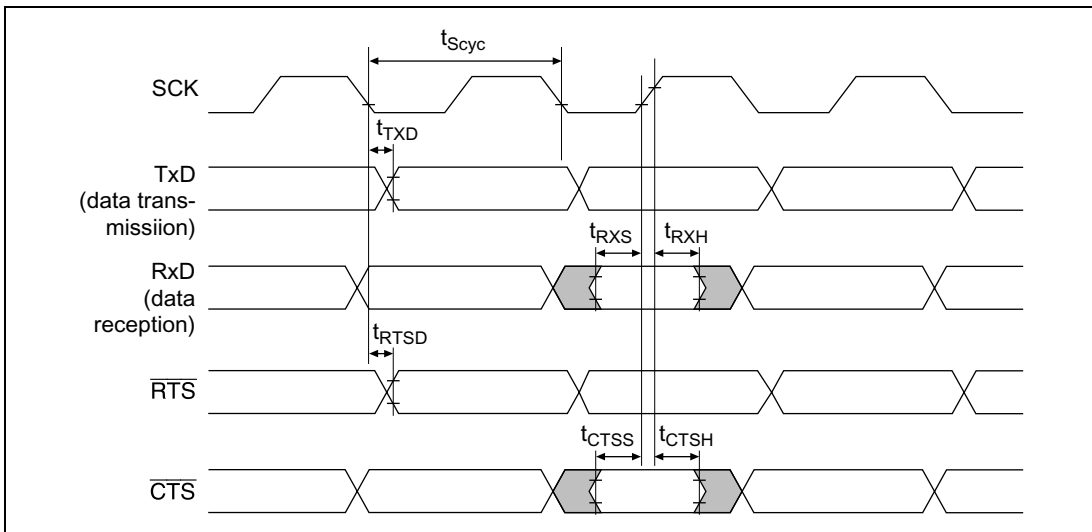 tScyc
SCK
tTXD
TxD
(data trans-
missiion)
tRXS
tRXH
RxD
(data
reception)
tRTSD
RTS
tCTSS
tCTSH
CTS